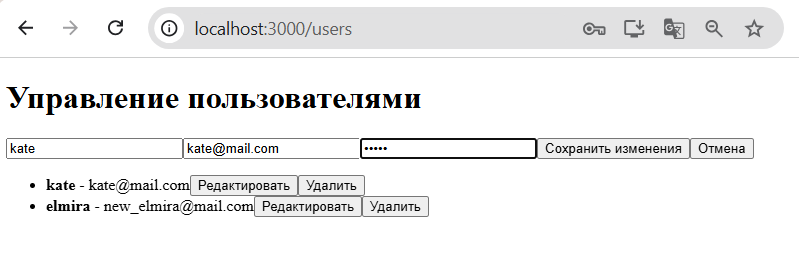 localhost:3000/users
Управление пользователями
kate kate@mail.com ••••• Сохранить изменения Отмена
• kate - kate@mail.com Редактировать Удалить
• elmira - new_elmira@mail.com Редактировать Удалить